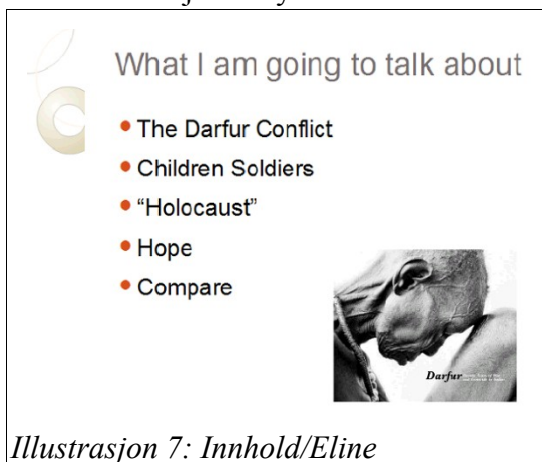 What I am going to talk about
• The Darfur Conflict
• Children Soldiers
• “Holocaust”
• Hope
• Compare
Darfur
Illustrasjon 7: Innhold/Eline